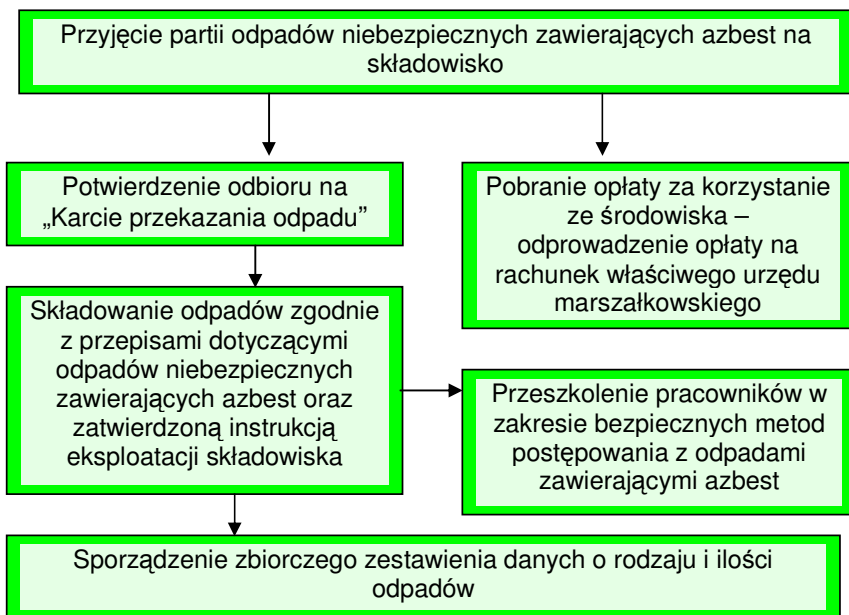 Przyjęcie partii odpadów niebezpiecznych zawierających azbest na
składowisko
Potwierdzenie odbioru na
„Karcie przekazania odpadu”
Pobranie opłaty za korzystanie
ze środowiska –
odprowadzenie opłaty na
rachunek właściwego urzędu
marszałkowskiego
Składowanie odpadów zgodnie
z przepisami dotyczącymi
odpadów niebezpiecznych
zawierających azbest oraz
zatwierdzoną instrukcją
eksploatacji składowiska
Przeszkolenie pracowników w
zakresie bezpiecznych metod
postępowania z odpadami
zawierającymi azbest
Sporządzenie zbiorczego zestawienia danych o rodzaju i ilości
odpadów